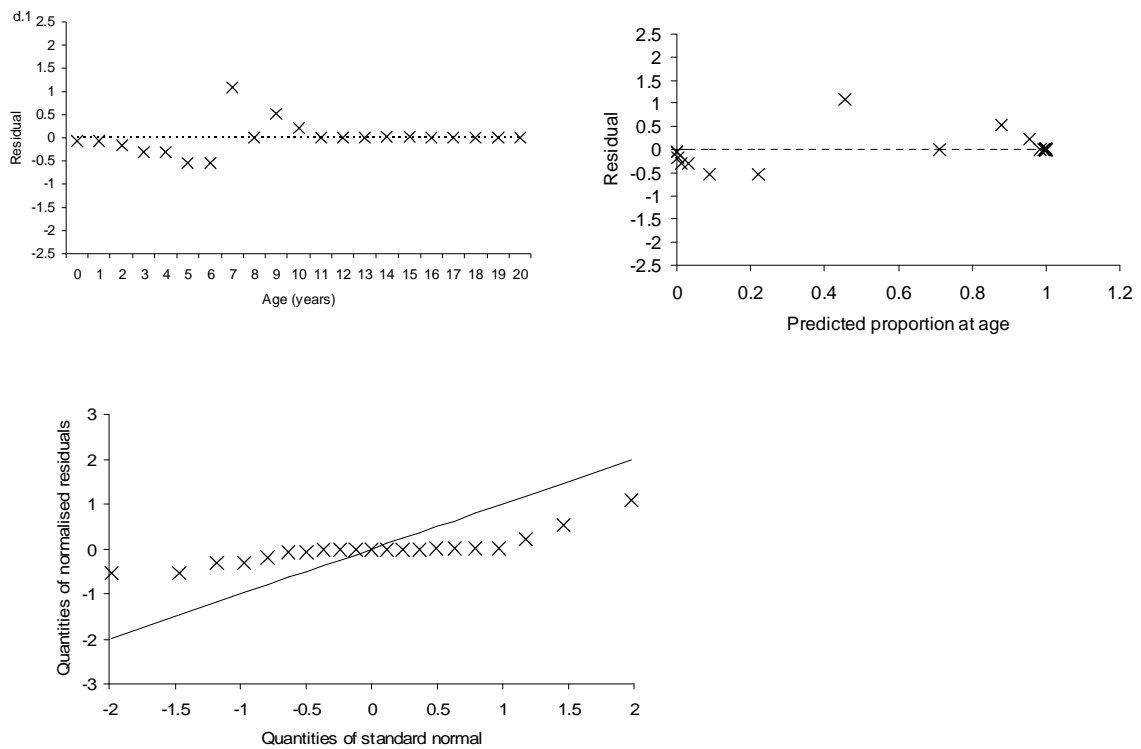 d.1
2.5
2
1.5
1
0.5
0
-0.5
-1
-1.5
-2
-2.5
Residual
0 1 2 3 4 5 6 7 8 9 10 11 12 13 14 15 16 17 18 19 20
Age (years)
2.5
2
1.5
1
0.5
0
-0.5
-1
-1.5
-2
-2.5
Residual
0 0.2 0.4 0.6 0.8 1 1.2
Predicted proportion at age
3
2
1
0
-1
-2
-3
Quantities of normalised residuals
-2 -1.5 -1 -0.5 0 0.5 1 1.5 2
Quantities of standard normal